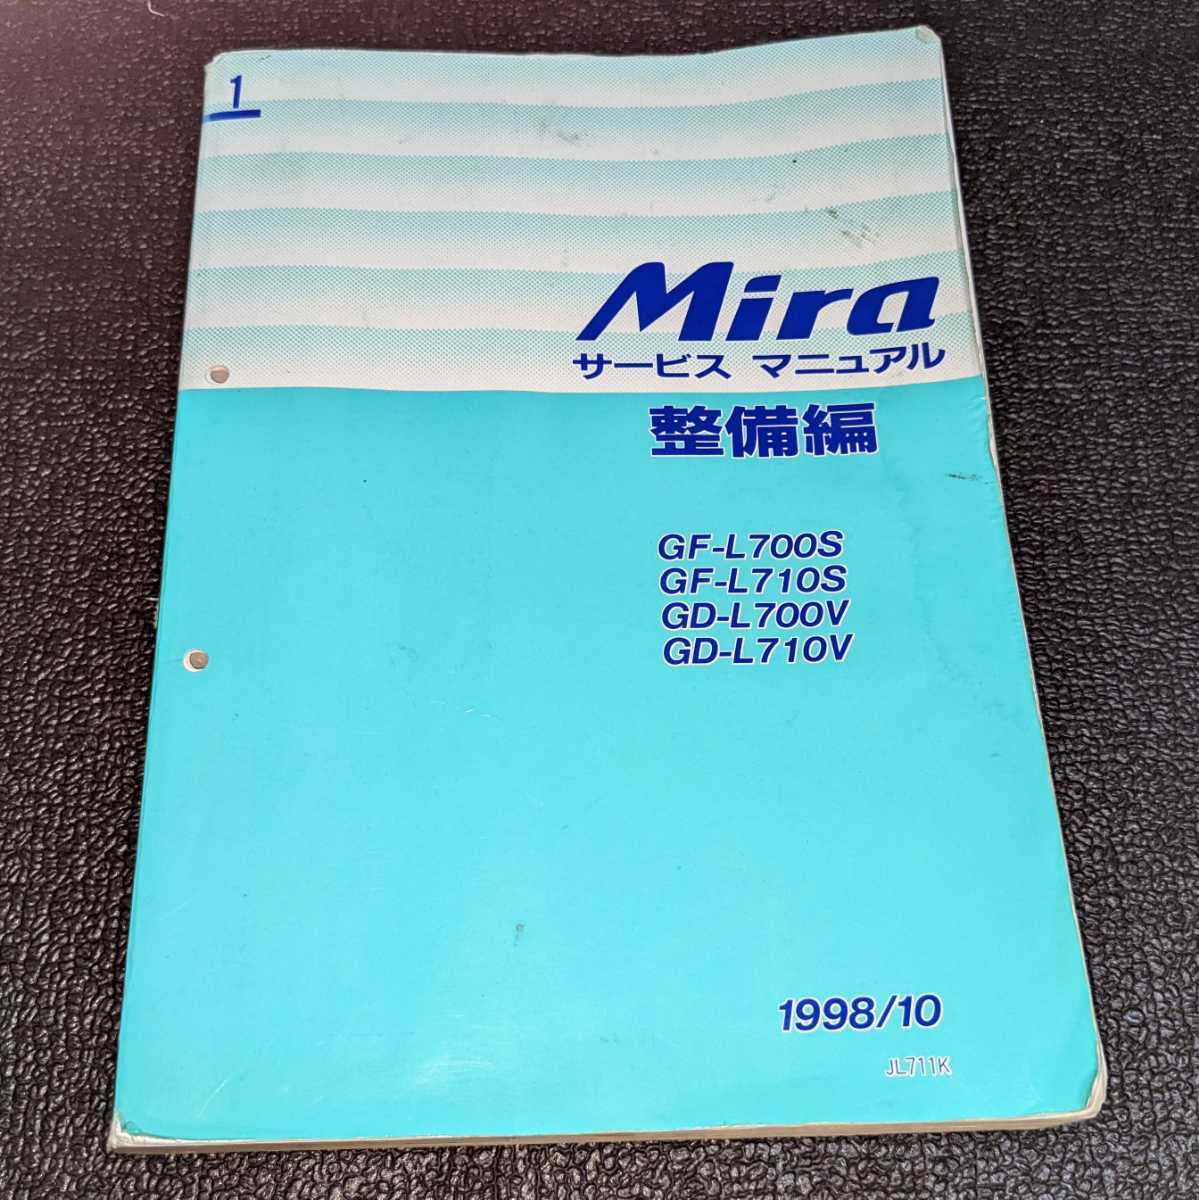 1
Mira
サービス マニュアル
整備編
GF-L700S
GF-L710S
GD-L700V
GD-L710V
1998/10
JL711K